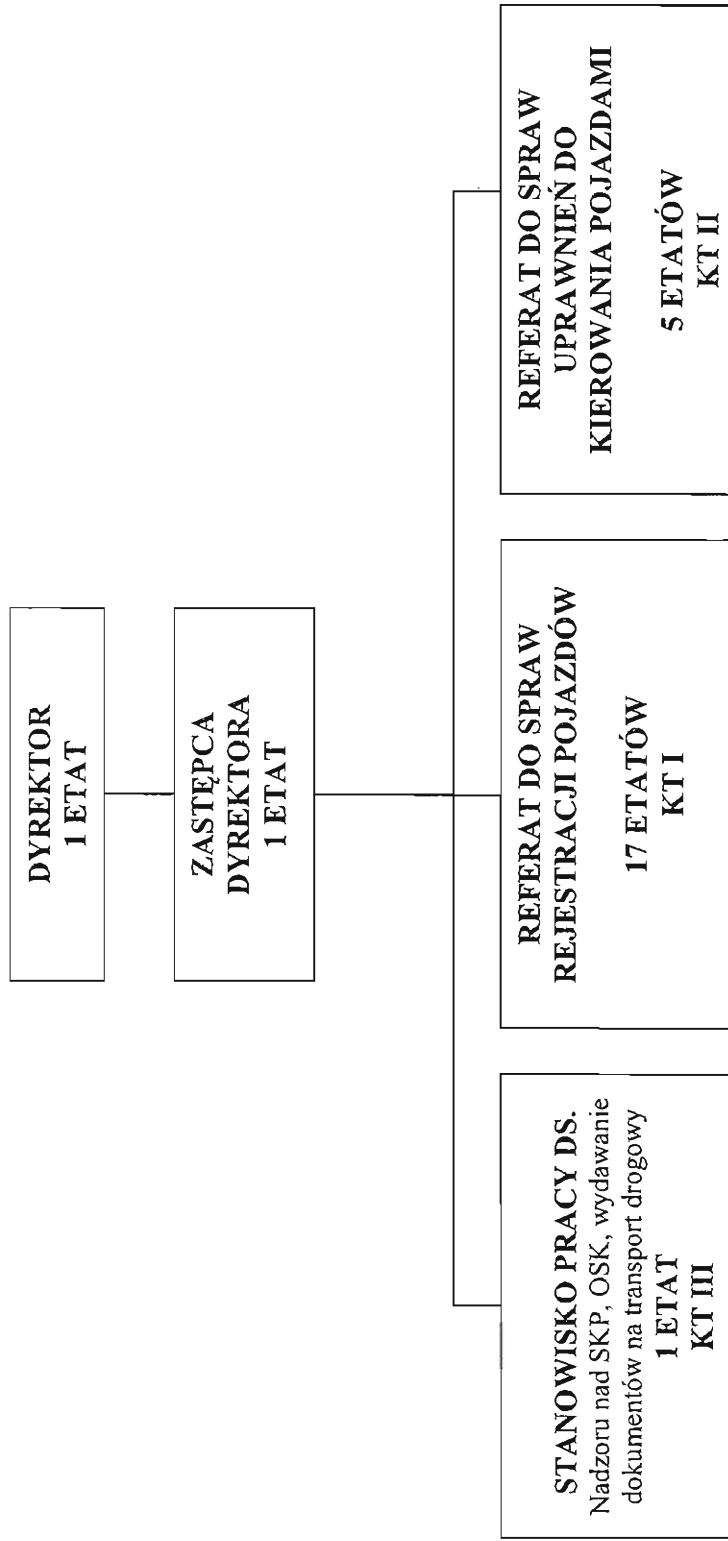 DYREKTOR
1 ETAT
ZASTĘPCA
DYREKTORA
1 ETAT
STANOWISKO PRACY DS.
Nadzoru nad SKP, OSK, wydawanie
dokumentów na transport drogowy
1 ETAT
KT III
REFERAT DO SPRAW
REJESTRACJI POJAZDÓW
17 ETATÓW
KT I
REFERAT DO SPRAW
UPRAWNIEŃ DO
KIEROWANIA POJAZDAMI
5 ETATÓW
KT II